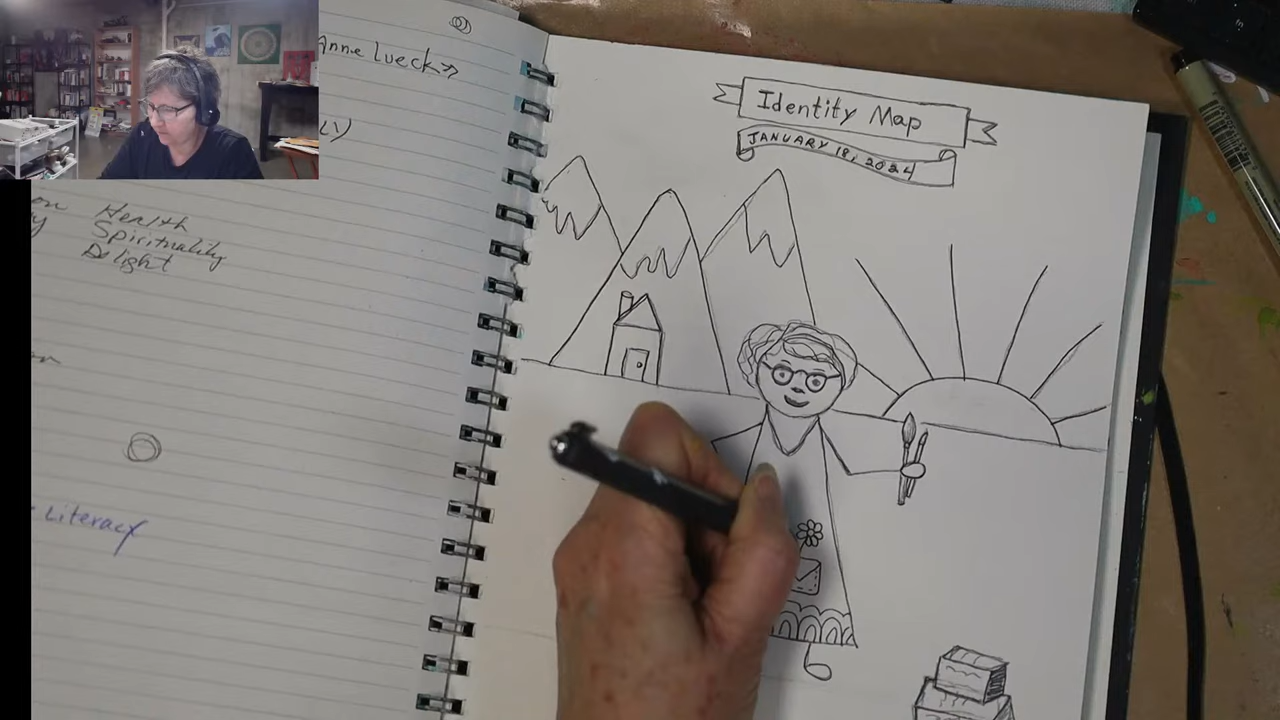 Anne Lueck>>
Identity Map
JANUARY 18, 2024
Health
Spirituality
Delight
Literacy